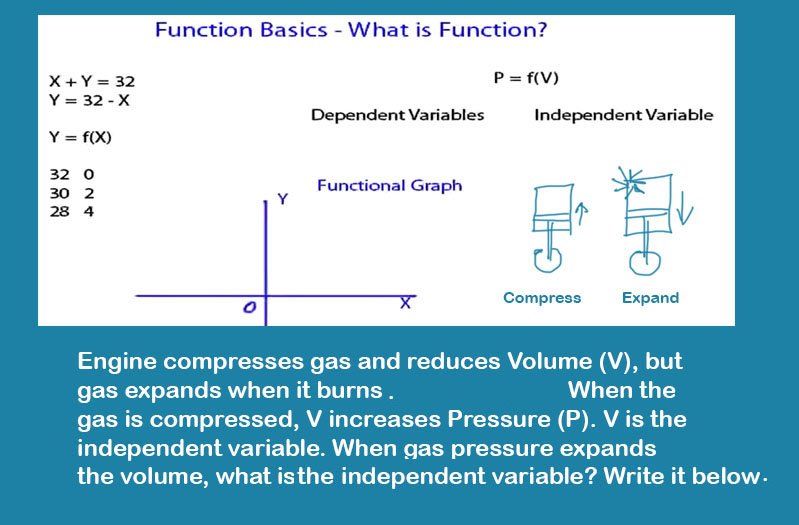 Function Basics - What is Function?
X + Y = 32
Y = 32 - X
P = f(V)
Dependent Variables Independent Variable
Y = f(X)
32 0
30 2
28 4
Functional Graph
Y
O
X
Compress Expand
Engine compresses gas and reduces Volume (V), but
gas expands when it burns . When the
gas is compressed, V increases Pressure (P). V is the
independent variable. When gas pressure expands
the volume, what isthe independent variable? Write it below.